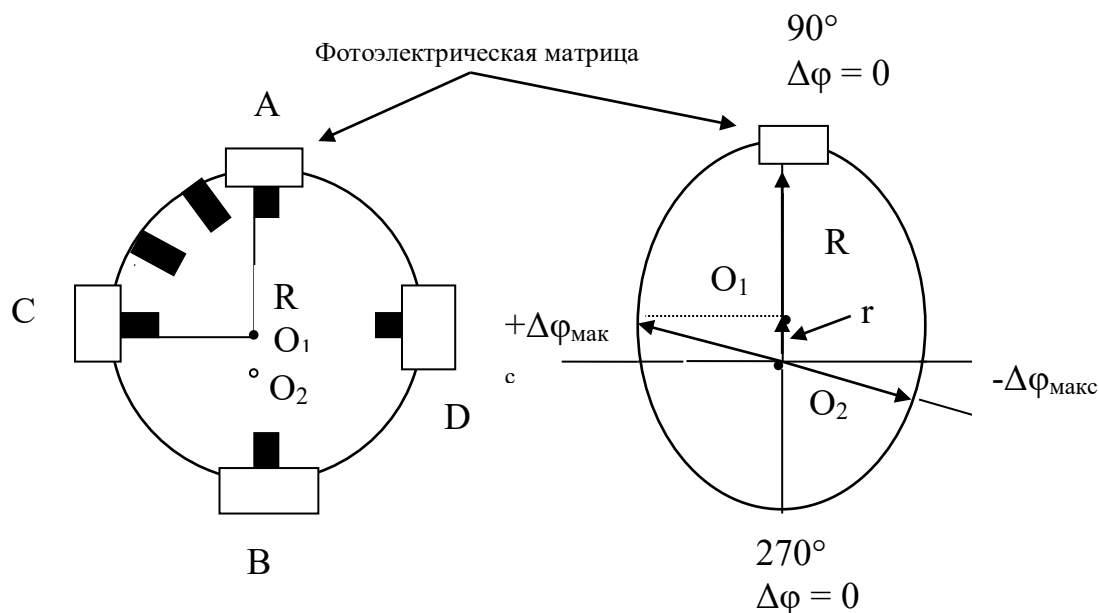 90°
Δφ = 0
Фотоэлектрическая матрица
A
C
R
O₁
O₂
D
B
R
O₁
r
+Δφмак
с
O₂
-Δφмакс
270°
Δφ = 0